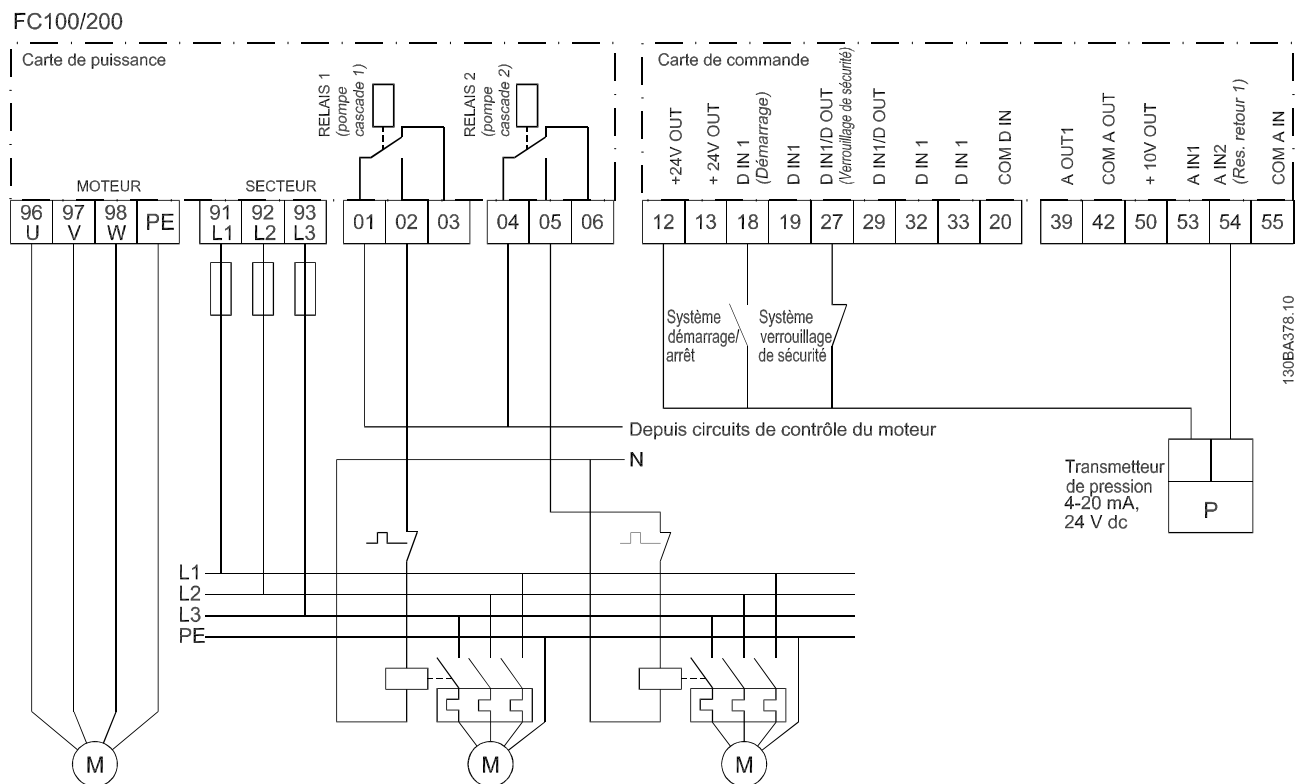 FC100/200
Carte de puissance
RELAIS 1
(pompe
cascade 1)
RELAIS 2
(pompe
cascade 2)
MOTEUR
SECTEUR
96
U
97
V
98
W
PE
91
L1
92
L2
93
L3
01
02
03
04
05
06
Carte de commande
+24V OUT
+ 24V OUT
D IN 1
(Démarrage)
D IN1
D IN1/D OUT
(Verrouillage de sécurité)
D IN1/D OUT
D IN 1
D IN 1
COM D IN
A OUT1
COM A OUT
+ 10V OUT
A IN1
A IN2
(Res. retour 1)
COM A IN
12
13
18
19
27
29
32
33
20
39
42
50
53
54
55
Système
démarrage/
arrêt
Système
verrouillage
de sécurité
130BA378.10
Depuis circuits de contrôle du moteur
N
Transmetteur
de pression
4-20 mA,
24 V dc
P
L1
L2
L3
PE
M
M
M